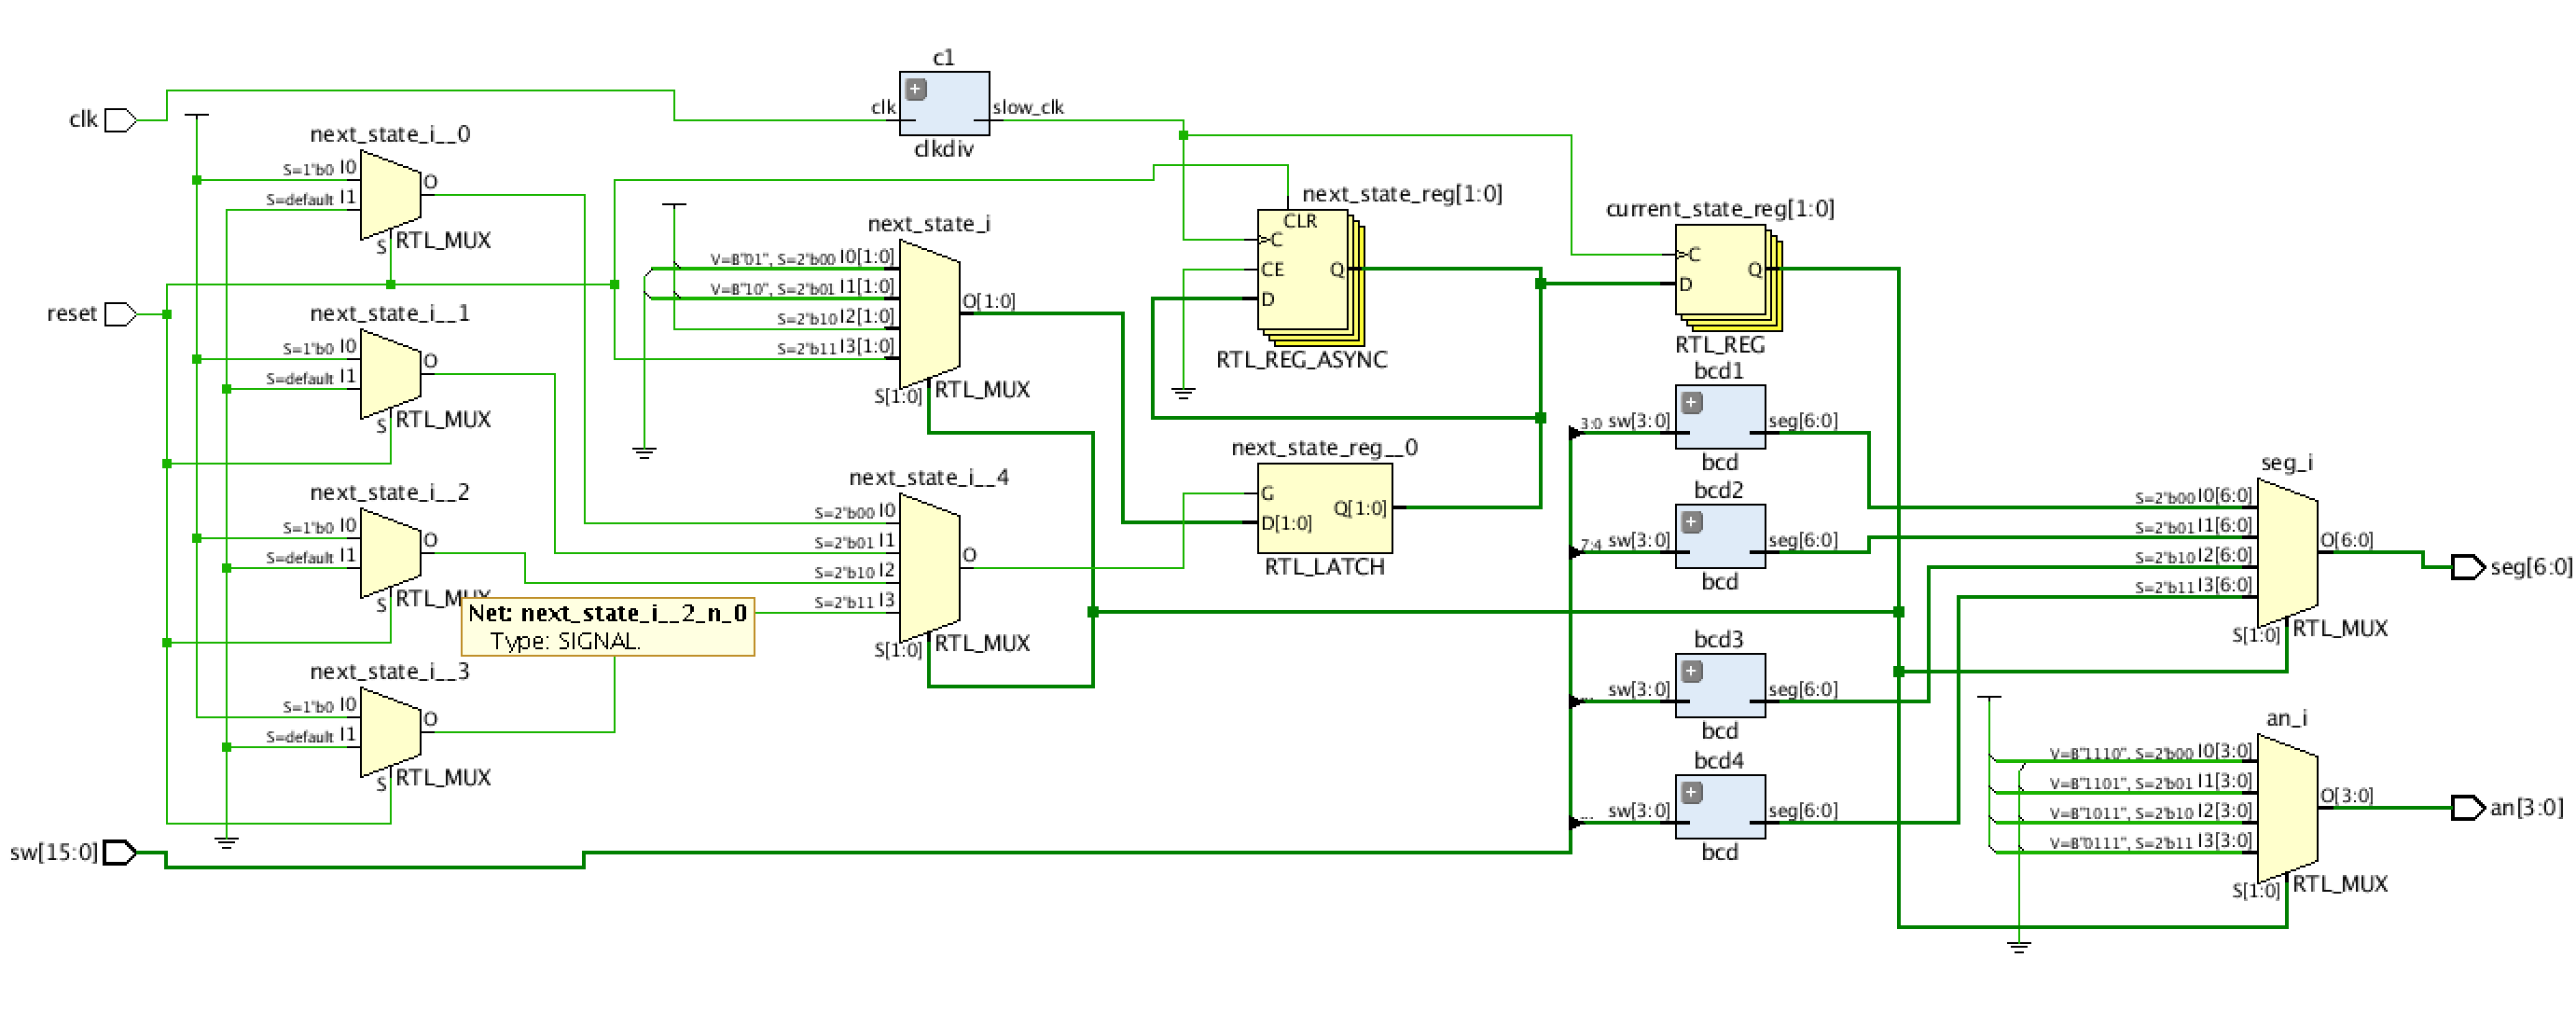 c1
clk
clk
slow_clk
clkdiv
next_state_i__0
S=1'b0 I0
S=default I1
O
S
RTL_MUX
reset
next_state_i__1
S=1'b0 I0
S=default I1
O
S
RTL_MUX
next_state_i__2
S=1'b0 I0
S=default I1
O
S
RTL_MUX
Net: next_state_i__2_n_0
Type: SIGNAL.
next_state_i__3
S=1'b0 I0
S=default I1
O
S
RTL_MUX
sw[15:0]
next_state_i
V=B"01", S=2'b00 I0[1:0]
V=B"10", S=2'b01 I1[1:0]
S=2'b10 I2[1:0]
S=2'b11 I3[1:0]
O[1:0]
S[1:0]
RTL_MUX
next_state_i__4
S=2'b00 I0
S=2'b01 I1
S=2'b10 I2
S=2'b11 I3
O
S[1:0]
RTL_MUX
next_state_reg[1:0]
CLR
C
CE
D
Q
RTL_REG_ASYNC
next_state_reg__0
G
D[1:0]
Q[1:0]
RTL_LATCH
current_state_reg[1:0]
C
D
Q
RTL_REG
bcd1
3:0 sw[3:0]
seg[6:0]
bcd
bcd2
7:4 sw[3:0]
seg[6:0]
bcd
bcd3
... sw[3:0]
seg[6:0]
bcd
bcd4
... sw[3:0]
seg[6:0]
bcd
seg_i
S=2'b00 I0[6:0]
S=2'b01 I1[6:0]
S=2'b10 I2[6:0]
S=2'b11 I3[6:0]
O[6:0]
S[1:0]
RTL_MUX
seg[6:0]
an_i
V=B"1110", S=2'b00 I0[3:0]
V=B"1101", S=2'b01 I1[3:0]
V=B"1011", S=2'b10 I2[3:0]
V=B"0111", S=2'b11 I3[3:0]
O[3:0]
S[1:0]
RTL_MUX
an[3:0]